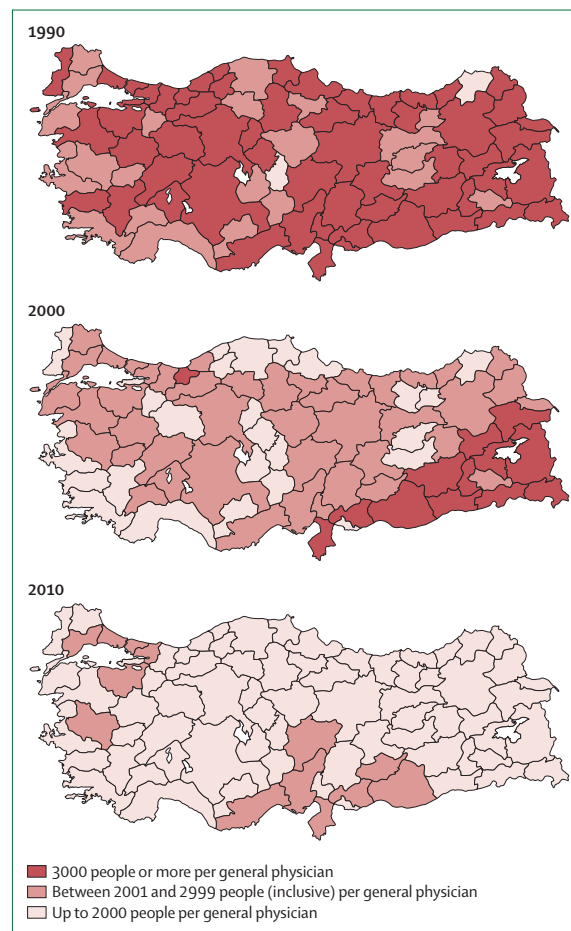 1990
2000
2010
3000 people or more per general physician
Between 2001 and 2999 people (inclusive) per general physician
Up to 2000 people per general physician